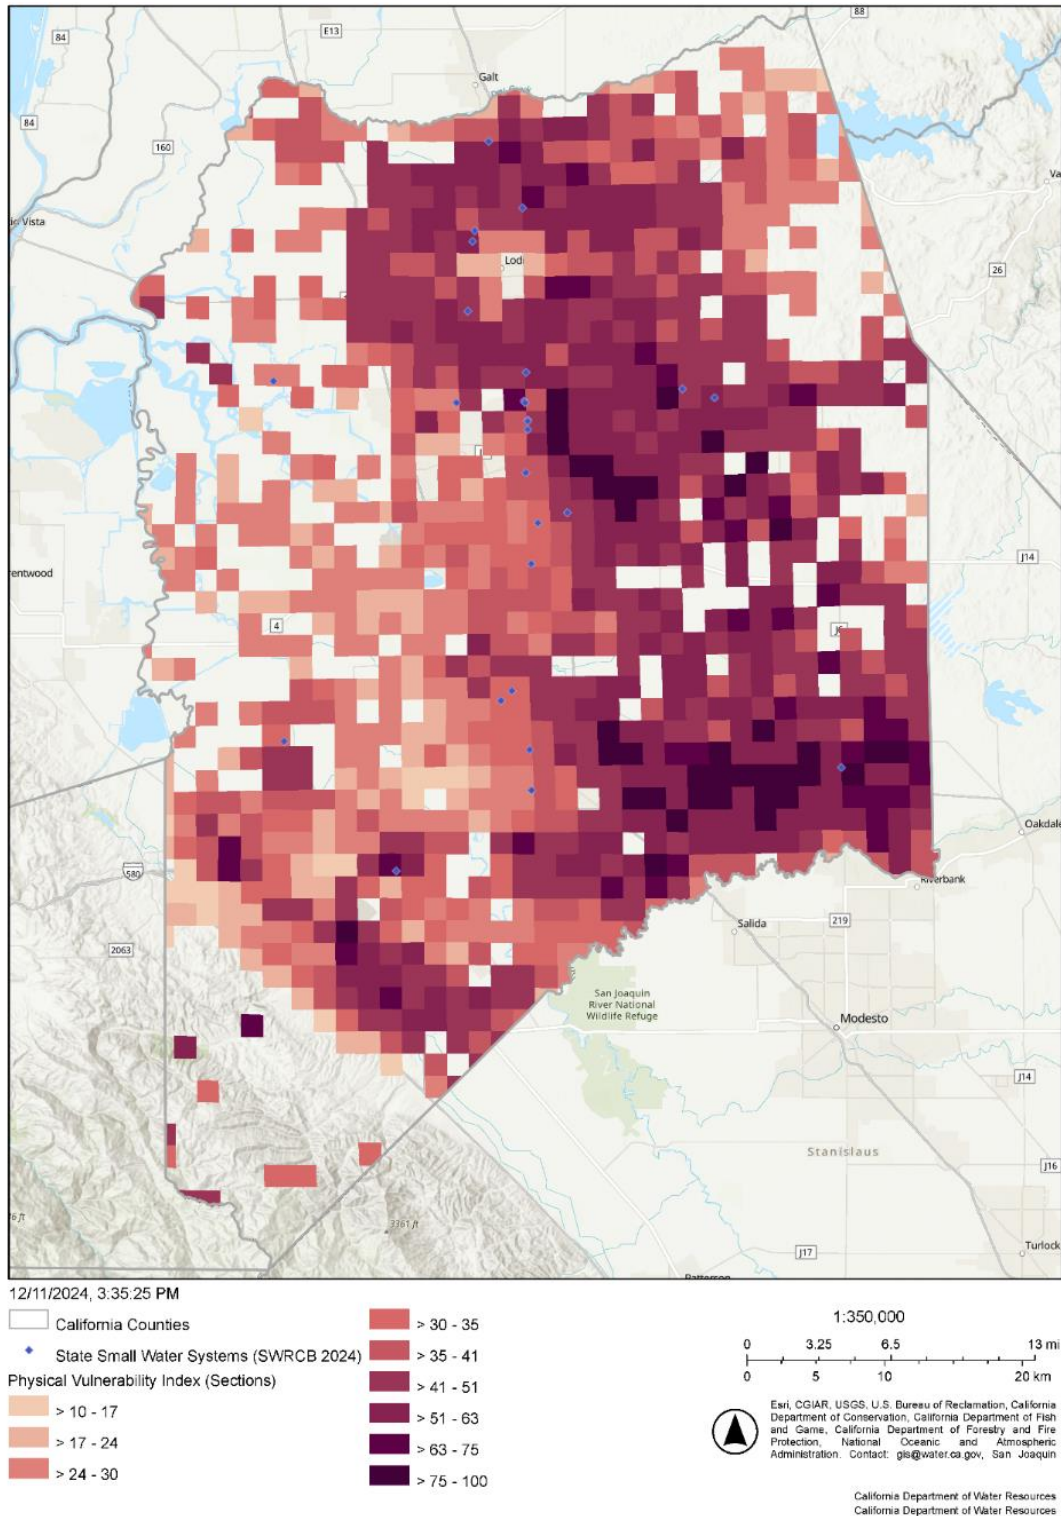 88
E13
84
Galt
84
160
Va
Vista
Lodi
26
J14
entwood
4
Oakdale
580
Riverbank
2063
Salida
219
San Joaquin
River National
Wildlife Refuge
Modesto
J14
Stanislaus
J16
3361 ft
J17
Turlock
Patterson
12/11/2024, 3:35:25 PM
California Counties
State Small Water Systems (SWRCB 2024)
Physical Vulnerability Index (Sections)
> 10 - 17
> 17 - 24
> 24 - 30
> 30 - 35
> 35 - 41
> 41 - 51
> 51 - 63
> 63 - 75
> 75 - 100
1:350,000
0 3.25 6.5 13 mi
0 5 10 20 km
Esri, CGIAR, USGS, U.S. Bureau of Reclamation, California
Department of Conservation, California Department of Fish
and Game, California Department of Forestry and Fire
Protection, National Oceanic and Atmospheric
Administration. Contact: gis@water.ca.gov, San Joaquin
California Department of Water Resources
California Department of Water Resources